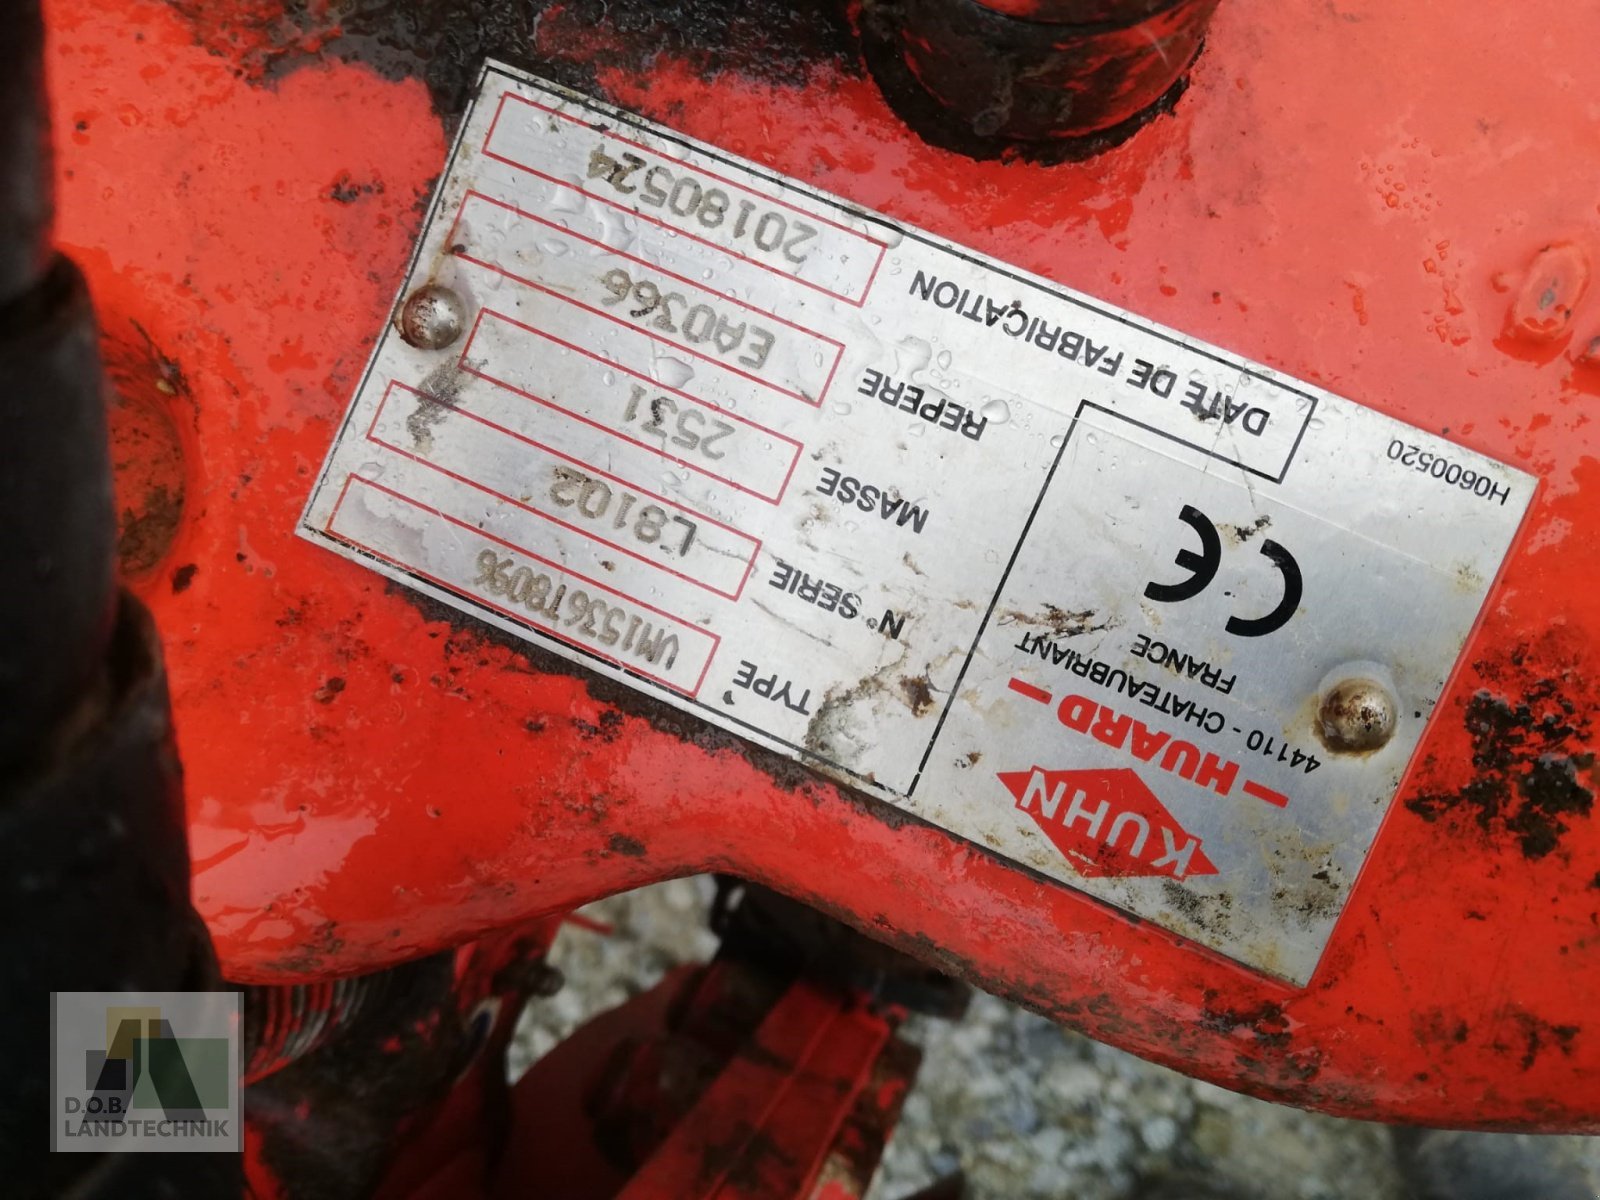 KUHN
- HUARD -
44110 - CHATEAUBRIANT
FRANCE
CE
H0600520
TYPE VM1536T8096
N° SERIE L8102
MASSE 2531
REPERE EA0366
DATE DE FABRICATION 20180524
D.O.B.
LANDTECHNIK